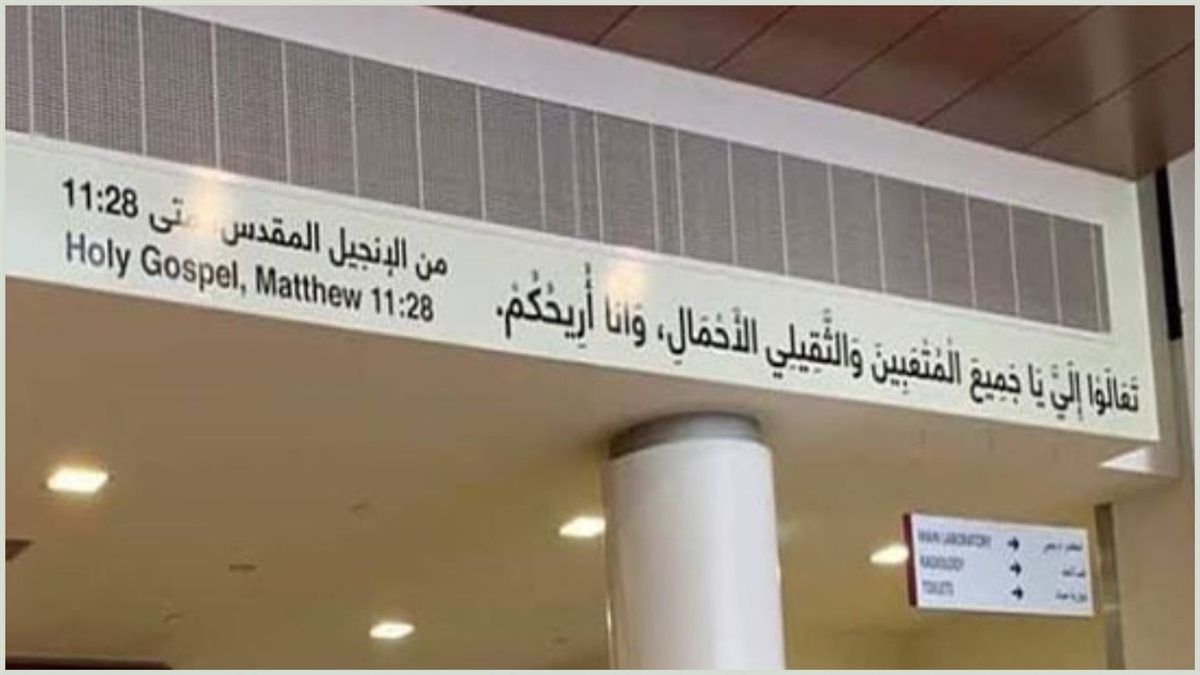 تَعَالَوْا إِلَيَّ يَا جَمِيعَ الْمُتْعَبِينَ وَالثَّقِيلِي الأَحْمَالِ، وَأَنَا أُرِيحُكُمْ.
من الإنجيل المقدس متى 11:28
Holy Gospel, Matthew 11:28
MAIN LABORATORY
RADIOLOGY
TOILETS